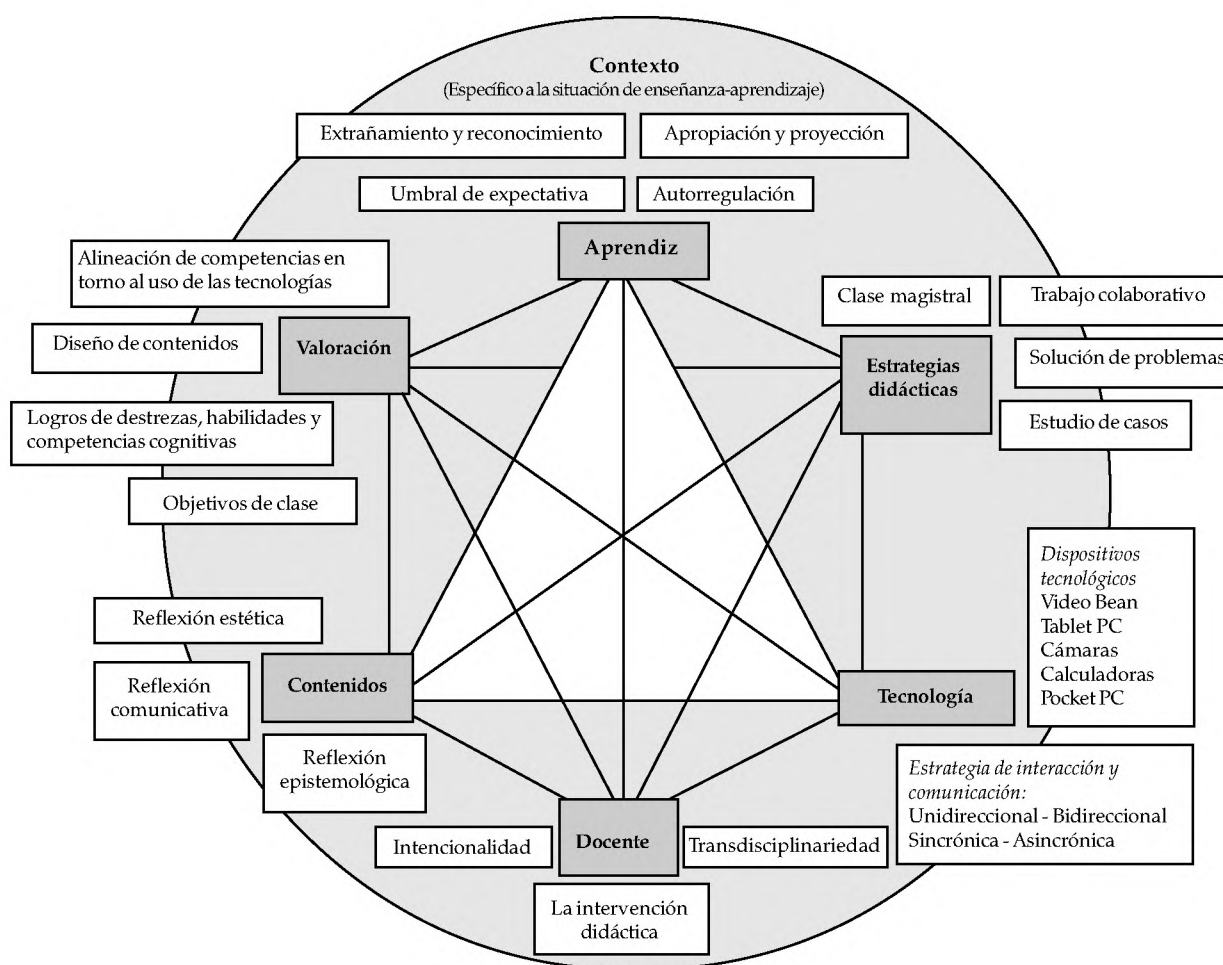 Contexto
(Específico a la situación de enseñanza-aprendizaje)
Extrañamiento y reconocimiento
Apropiación y proyección
Umbral de expectativa
Autorregulación
Aprendiz
Alineación de competencias en
torno al uso de las tecnologías
Diseño de contenidos
Valoración
Logros de destrezas, habilidades y
competencias cognitivas
Objetivos de clase
Clase magistral
Trabajo colaborativo
Estrategias
didácticas
Solución de problemas
Estudio de casos
Reflexión estética
Reflexión
comunicativa
Contenidos
Reflexión
epistemológica
Tecnología
Dispositivos
tecnológicos
Video Bean
Tablet PC
Cámaras
Calculadoras
Pocket PC
Estrategia de interacción y
comunicación:
Unidireccional - Bidireccional
Sincrónica - Asincrónica
Intencionalidad
Docente
Transdisciplinariedad
La intervención
didáctica